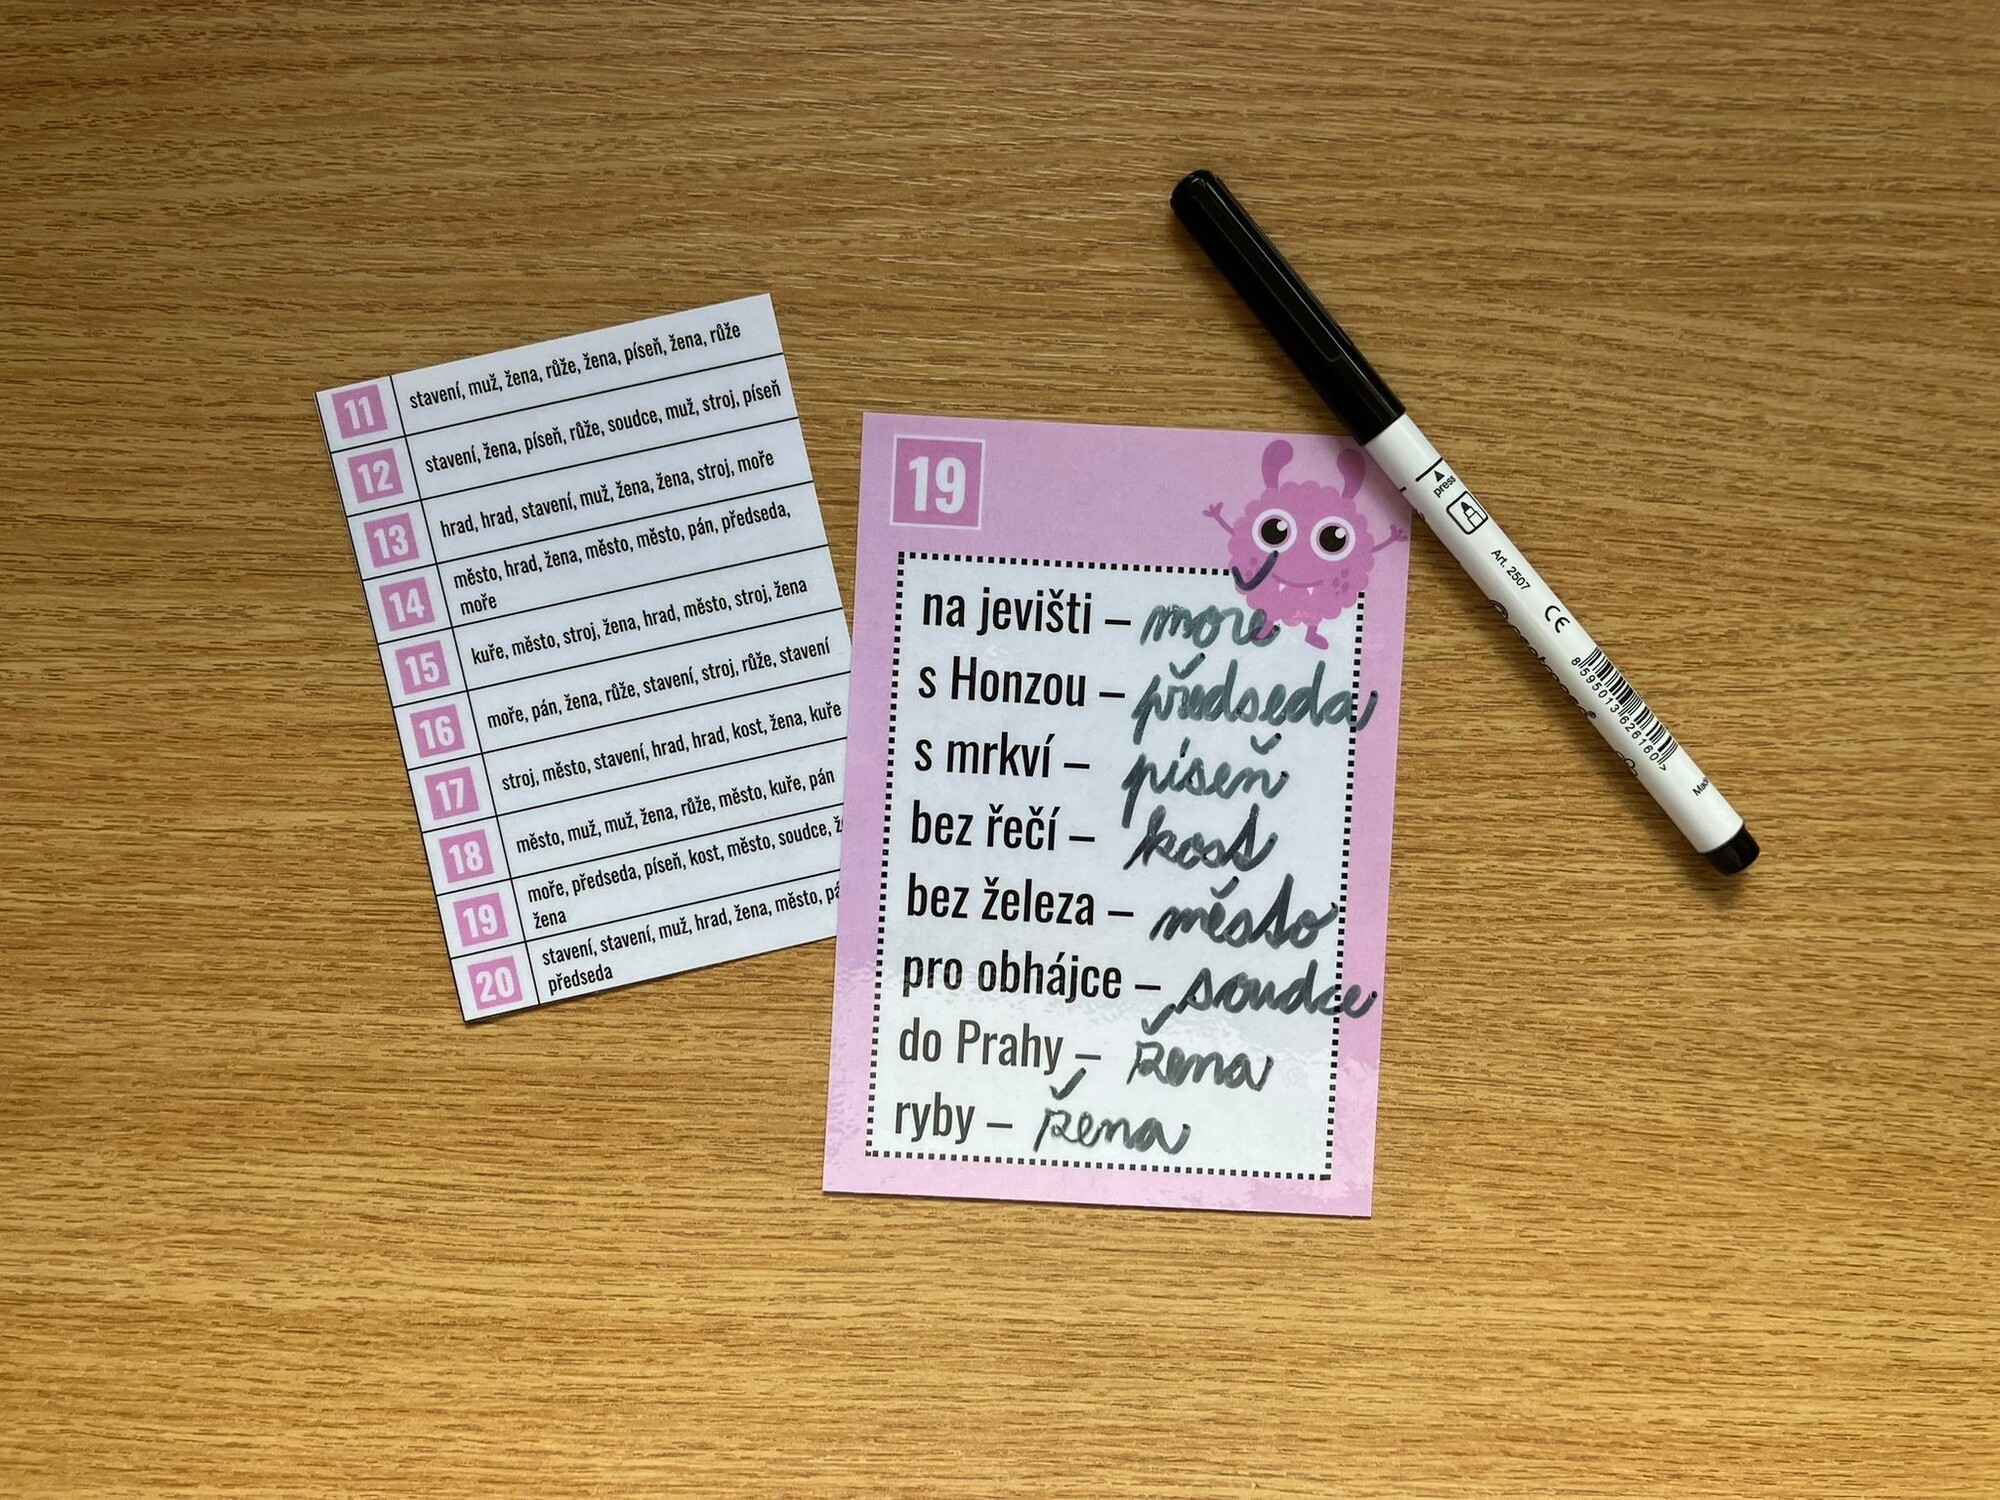 11 stavení, muž, žena, růže, žena, píseň, žena, růže
12 stavení, žena, píseň, růže, soudce, muž, stroj, píseň
13 hrad, hrad, stavení, muž, žena, žena, stroj, moře
14 město, hrad, žena, město, město, pán, předseda,
moře
15 kuře, město, stroj, žena, hrad, město, stroj, žena
16 moře, pán, žena, růže, stavení, stroj, růže, stavení
17 stroj, město, stavení, hrad, hrad, kost, žena, kuře
18 město, muž, muž, žena, růže, město, kuře, pán
19 moře, předseda, píseň, kost, město, soudce,
žena
20 stavení, stavení, muž, hrad, žena, město,
předseda
19
na jevišti – moře
s Honzou – předseda
s mrkví – píseň
bez řečí – kost
bez železa – město
pro obhájce – soudce
do Prahy – žena
ryby – žena
press
Art. 2507
CE
8 595013 626160 >